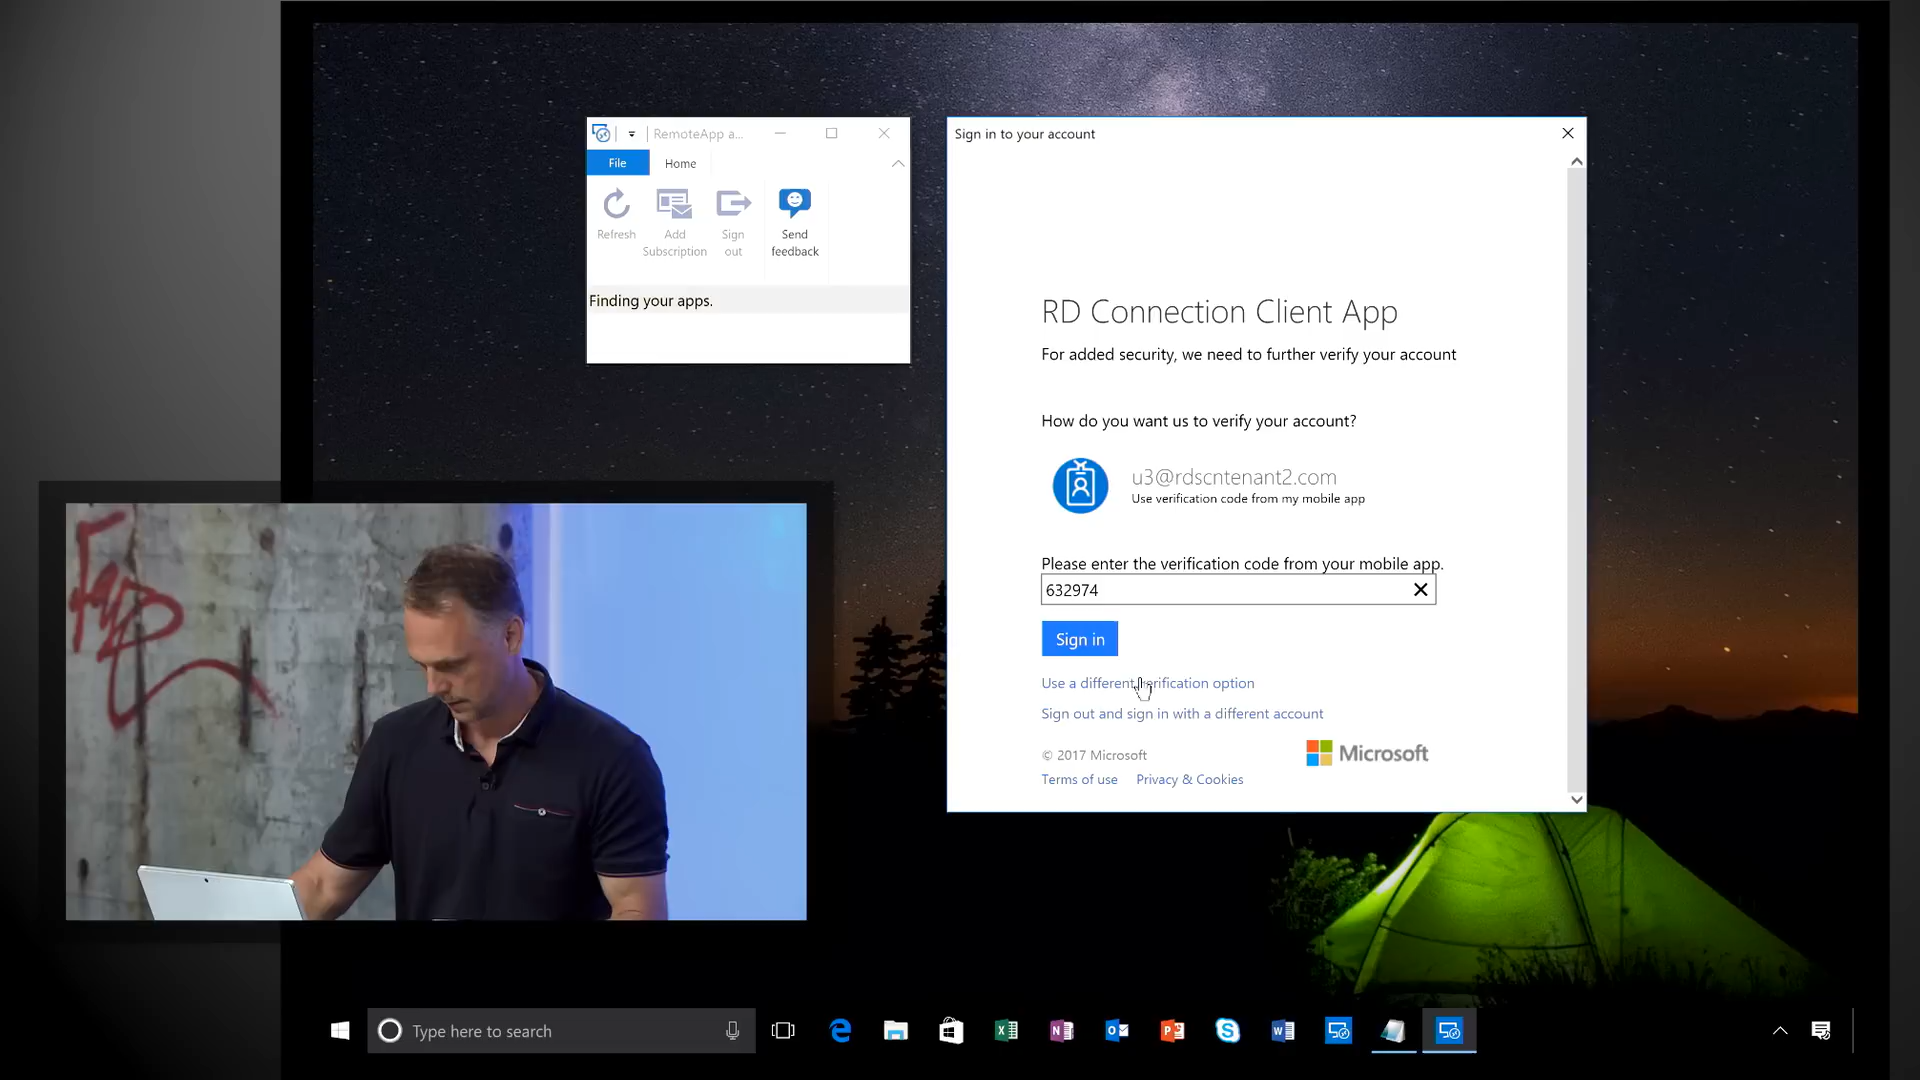 RemoteApp a...
File
Home
Refresh
Add Subscription
Sign out
Send feedback
Finding your apps.
Sign in to your account
RD Connection Client App
For added security, we need to further verify your account
How do you want us to verify your account?
u3@rdscntenant2.com
Use verification code from my mobile app
Please enter the verification code from your mobile app.
632974
Sign in
Use a different verification option
Sign out and sign in with a different account
© 2017 Microsoft
Microsoft
Terms of use
Privacy & Cookies
Type here to search